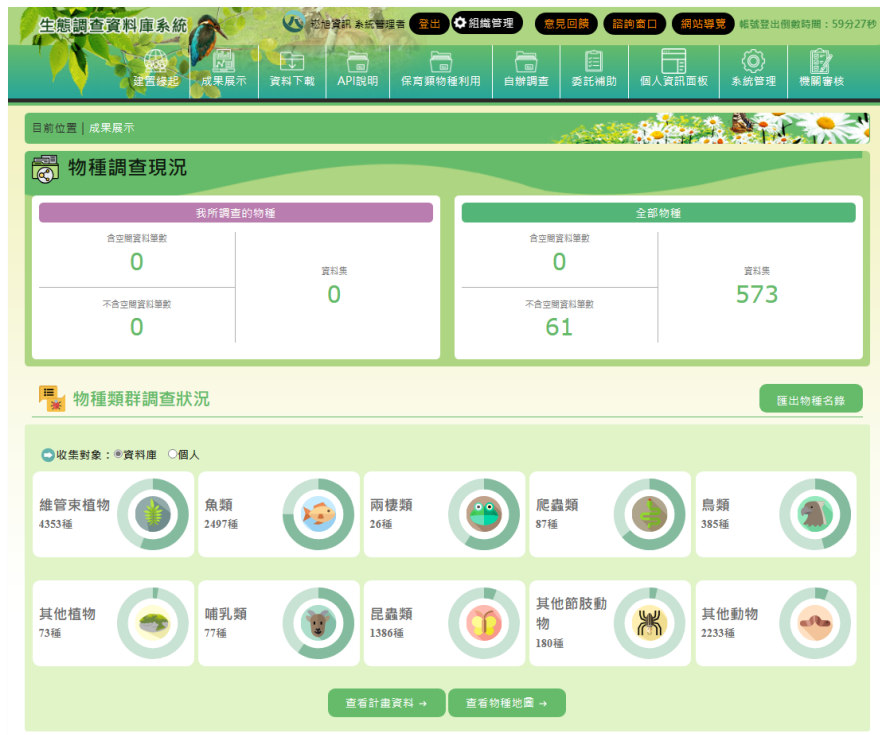 生態調查資料庫系統
崧旭資訊 系統管理者 登出 組織管理 意見回饋 諮詢窗口 網站導覽 帳號登出倒數時間：59分27秒
建置緣起 成果展示 資料下載 API說明 保育類物種利用 自辦調查 委託補助 個人資訊面板 系統管理 機關審核
目前位置 | 成果展示
物種調查現況
我所調查的物種
含空間資料筆數
0
不含空間資料筆數
0
資料集
0
全部物種
含空間資料筆數
0
不含空間資料筆數
61
資料集
573
物種類群調查狀況
匯出物種名錄
收集對象：資料庫 個人
維管束植物
4353種
魚類
2497種
兩棲類
26種
爬蟲類
87種
鳥類
385種
其他植物
73種
哺乳類
77種
昆蟲類
1386種
其他節肢動
物
180種
其他動物
2233種
查看計畫資料 →
查看物種地圖 →